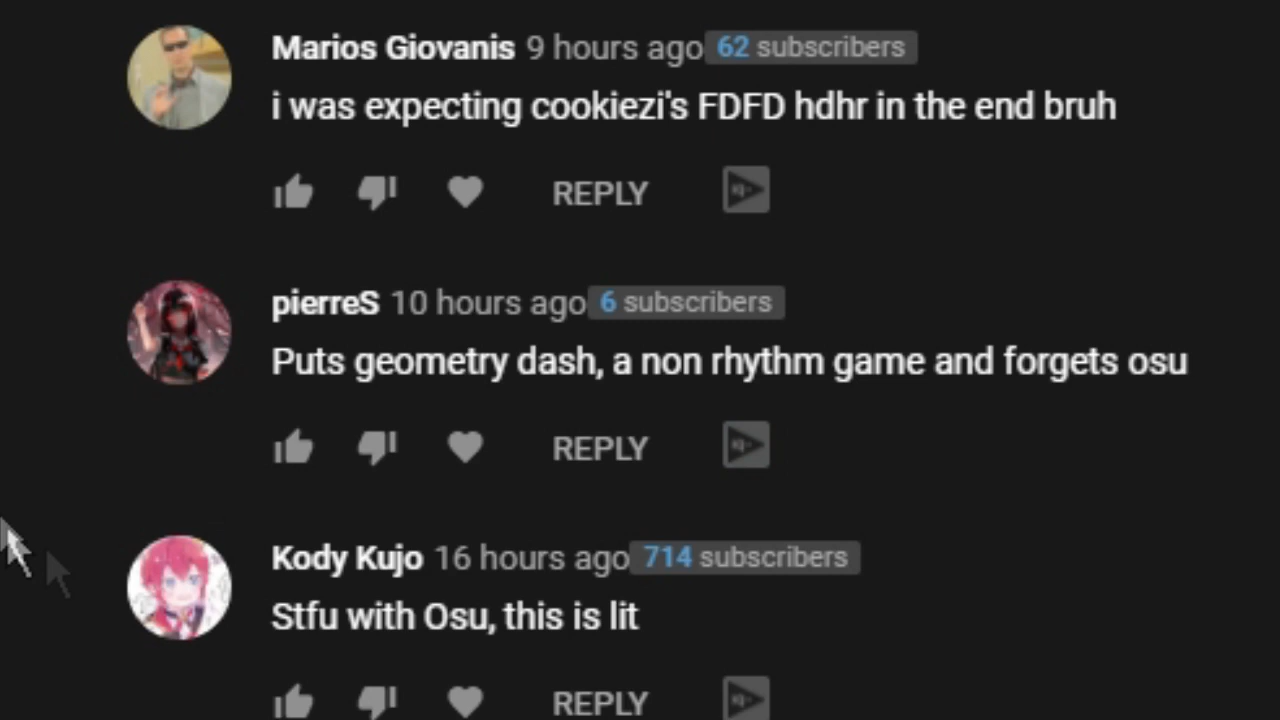 Marios Giovanis 9 hours ago 62 subscribers
i was expecting cookiezi's FDFD hdhr in the end bruh
REPLY
pierreS 10 hours ago 6 subscribers
Puts geometry dash, a non rhythm game and forgets osu
REPLY
Kody Kujo 16 hours ago 714 subscribers
Stfu with Osu, this is lit
REPLY